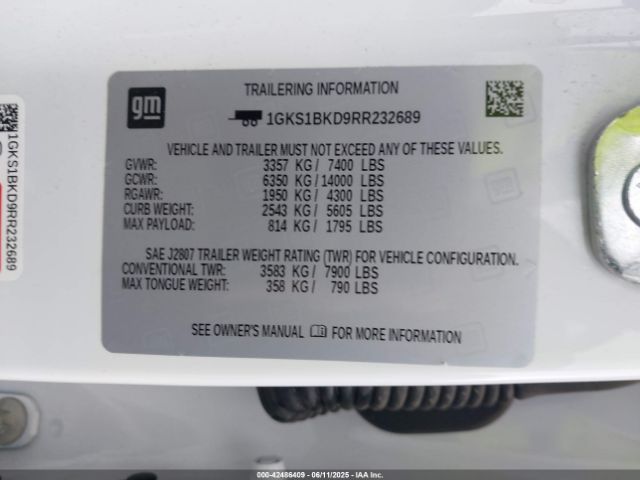 TRAILERING INFORMATION
gm
1GKS1BKD9RR232689
VEHICLE AND TRAILER MUST NOT EXCEED ANY OF THESE VALUES.
GVWR: 3357 KG / 7400 LBS
GCWR: 6350 KG / 14000 LBS
RGAWR: 1950 KG / 4300 LBS
CURB WEIGHT: 2543 KG / 5605 LBS
MAX PAYLOAD: 814 KG / 1795 LBS
SAE J2807 TRAILER WEIGHT RATING (TWR) FOR VEHICLE CONFIGURATION.
CONVENTIONAL TWR: 3583 KG / 7900 LBS
MAX TONGUE WEIGHT: 358 KG / 790 LBS
SEE OWNER'S MANUAL FOR MORE INFORMATION
1GKS1BKD9RR232689
000-42486409 - 06/11/2025 - IAA Inc.